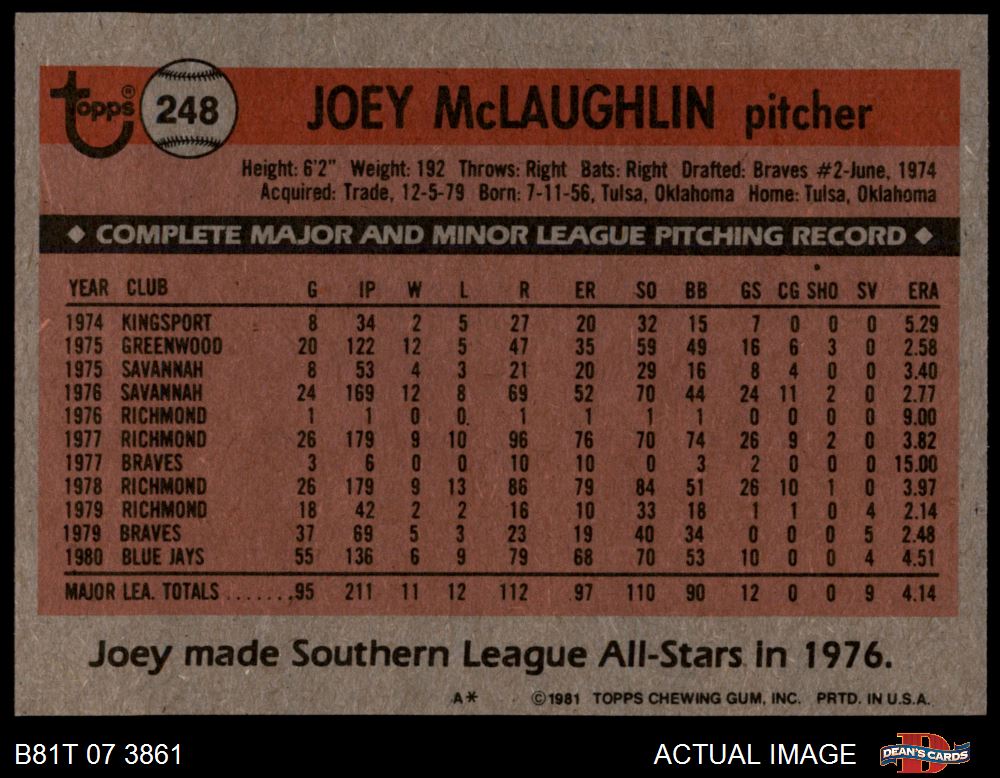 Topps® 248 JOEY McLAUGHLIN pitcher
Height: 6'2" Weight: 192 Throws: Right Bats: Right Drafted: Braves #2-June, 1974
Acquired: Trade, 12-5-79 Born: 7-11-56, Tulsa, Oklahoma Home: Tulsa, Oklahoma
◆ COMPLETE MAJOR AND MINOR LEAGUE PITCHING RECORD ◆
YEAR CLUB G IP W L R ER SO BB GS CG SHO SV ERA
1974 KINGSPORT 8 34 2 5 27 20 32 15 7 0 0 0 5.29
1975 GREENWOOD 20 122 12 5 47 35 59 49 16 6 3 0 2.58
1975 SAVANNAH 8 53 4 3 21 20 29 16 8 4 0 0 3.40
1976 SAVANNAH 24 169 12 8 69 52 70 44 24 11 2 0 2.77
1976 RICHMOND 1 1 0 0. 1 1 1 1 0 0 0 0 9.00
1977 RICHMOND 26 179 9 10 96 76 70 74 26 9 2 0 3.82
1977 BRAVES 3 6 0 0 10 10 0 3 2 0 0 0 15.00
1978 RICHMOND 26 179 9 13 86 79 84 51 26 10 1 0 3.97
1979 RICHMOND 18 42 2 2 16 10 33 18 1 1 0 4 2.14
1979 BRAVES 37 69 5 3 23 19 40 34 0 0 0 5 2.48
1980 BLUE JAYS 55 136 6 9 79 68 70 53 10 0 0 4 4.51
MAJOR LEA. TOTALS ....... 95 211 11 12 112 97 110 90 12 0 0 9 4.14
Joey made Southern League All-Stars in 1976.
A* ©1981 TOPPS CHEWING GUM, INC. PRTD. IN U.S.A.
B81T 07 3861 ACTUAL IMAGE DEAN'S CARDS